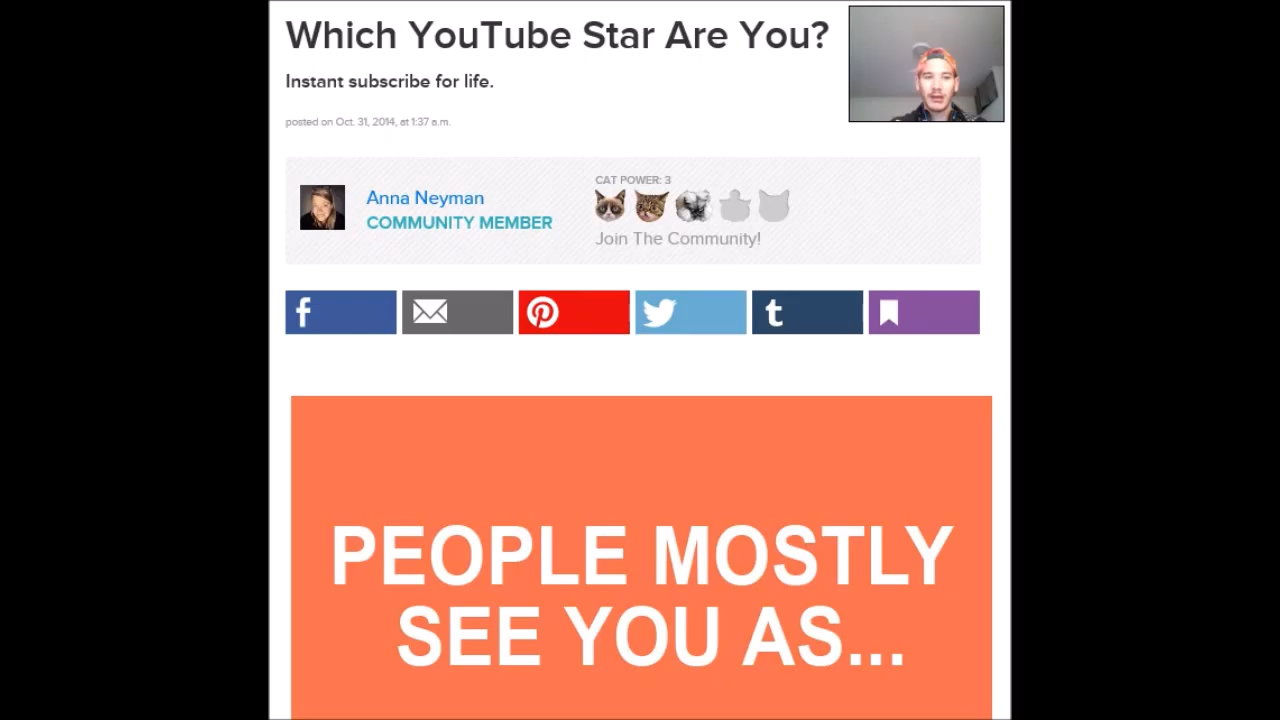 Which YouTube Star Are You?
Instant subscribe for life.
posted on Oct. 31, 2014, at 1:37 a.m.
Anna Neyman
COMMUNITY MEMBER
CAT POWER: 3
Join The Community!
PEOPLE MOSTLY
SEE YOU AS...